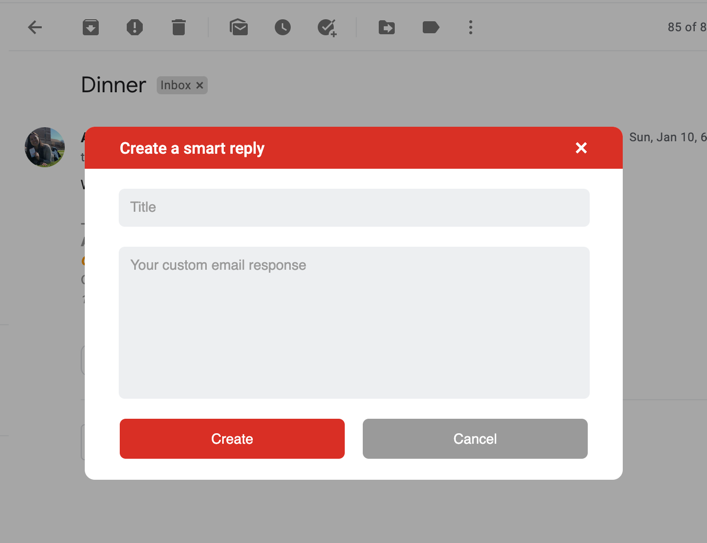 85 of 8
Dinner Inbox ×
Sun, Jan 10, 6
Create a smart reply ×
Title
Your custom email response
Create Cancel